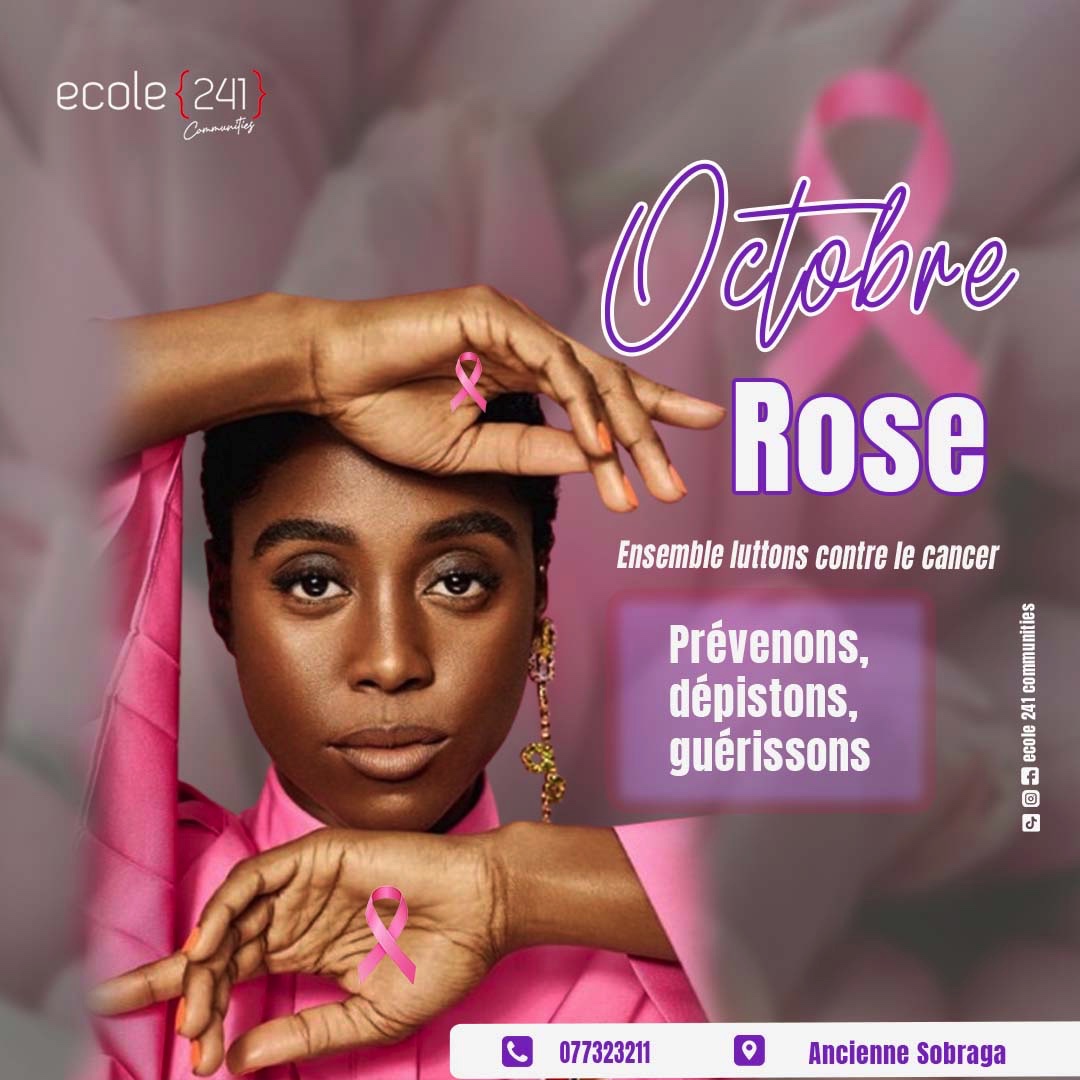 ecole {241}
Communities
Octobre
Rose
Ensemble luttons contre le cancer
Prévenons,
dépistons,
guérissons
ecole 241 communities
077323211
Ancienne Sobraga